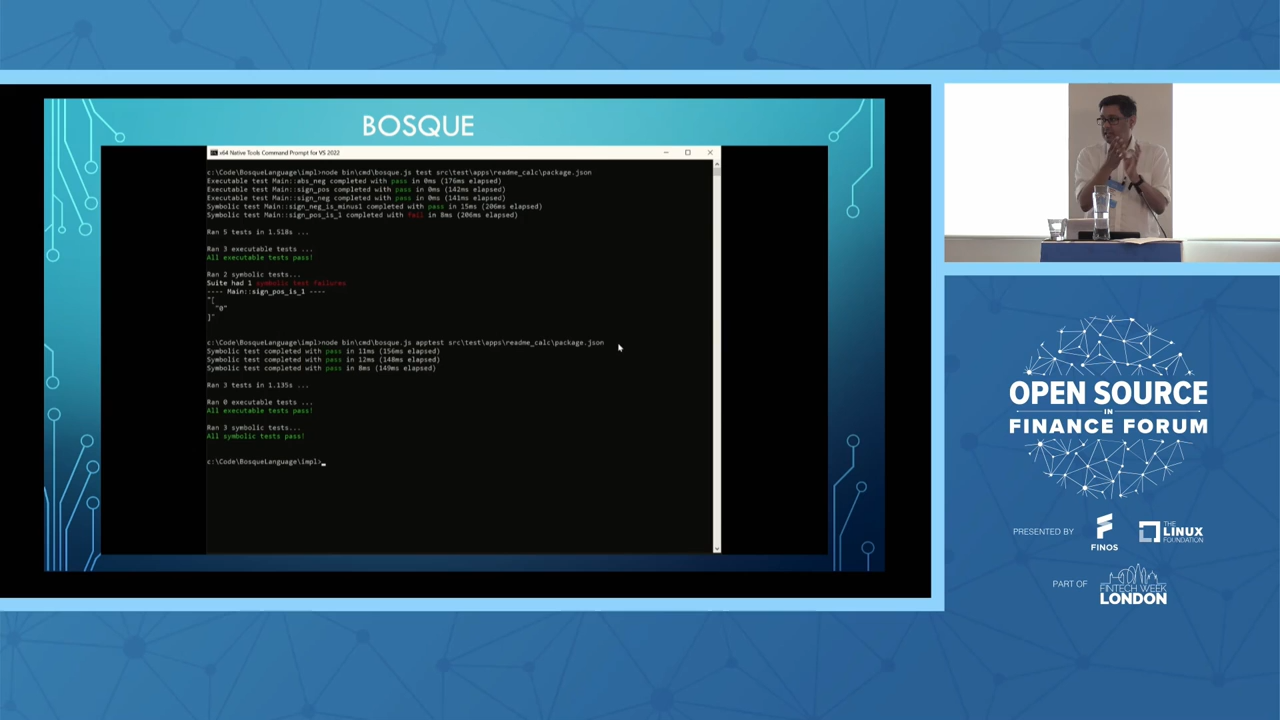 BOSQUE
x64 Native Tools Command Prompt for VS 2022
c:\Code\BosqueLanguage\impl>node bin\cmd\bosque.js test src\test\apps\readme_calc\package.json
Executable test Main::abs_neg completed with pass in 0ms (176ms elapsed)
Executable test Main::sign_pos completed with pass in 0ms (142ms elapsed)
Executable test Main::sign_neg completed with pass in 0ms (141ms elapsed)
Symbolic test Main::sign_neg_is_minus1 completed with pass in 15ms (206ms elapsed)
Symbolic test Main::sign_pos_is_1 completed with fail in 8ms (206ms elapsed)
Ran 5 tests in 1.518s ...
Ran 3 executable tests ...
All executable tests pass!
Ran 2 symbolic tests...
Suite had 1 symbolic test failures
---- Main::sign_pos_is_1 ----
"[
"0"
]"
c:\Code\BosqueLanguage\impl>node bin\cmd\bosque.js apptest src\test\apps\readme_calc\package.json
Symbolic test completed with pass in 11ms (156ms elapsed)
Symbolic test completed with pass in 12ms (148ms elapsed)
Symbolic test completed with pass in 8ms (149ms elapsed)
Ran 3 tests in 1.135s ...
Ran 0 executable tests ...
All executable tests pass!
Ran 3 symbolic tests...
All symbolic tests pass!
c:\Code\BosqueLanguage\impl>
OPEN SOURCE
IN
FINANCE FORUM
PRESENTED BY
FINOS
THE
LINUX
FOUNDATION
PART OF
FINTECH WEEK
LONDON